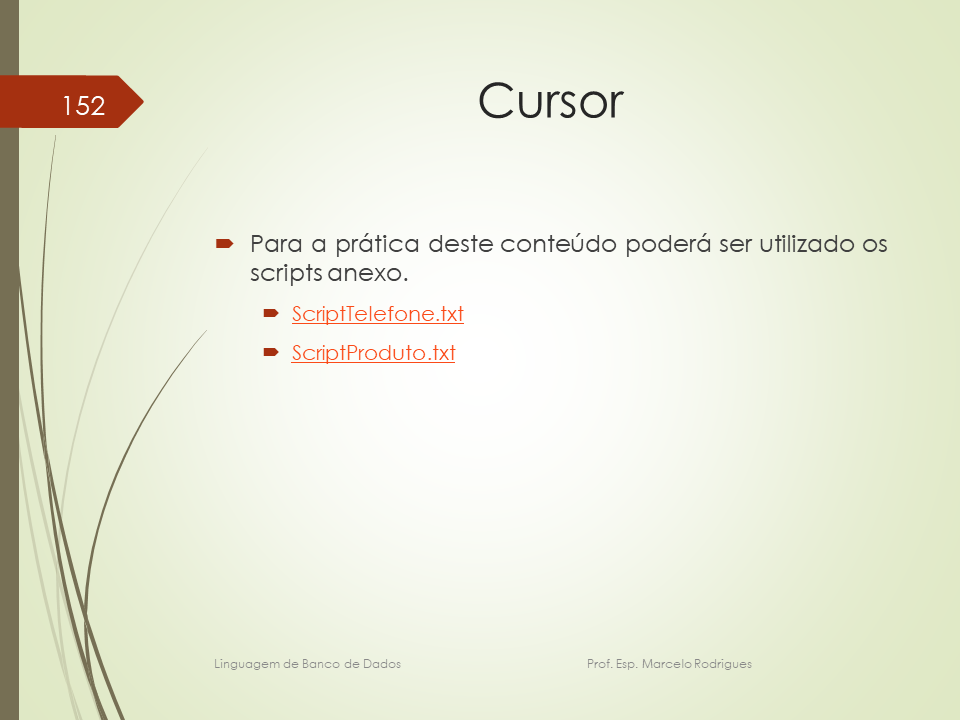 152
Cursor
Para a prática deste conteúdo poderá ser utilizado os
scripts anexo.
ScriptTelefone.txt
ScriptProduto.txt
Linguagem de Banco de Dados Prof. Esp. Marcelo Rodrigues